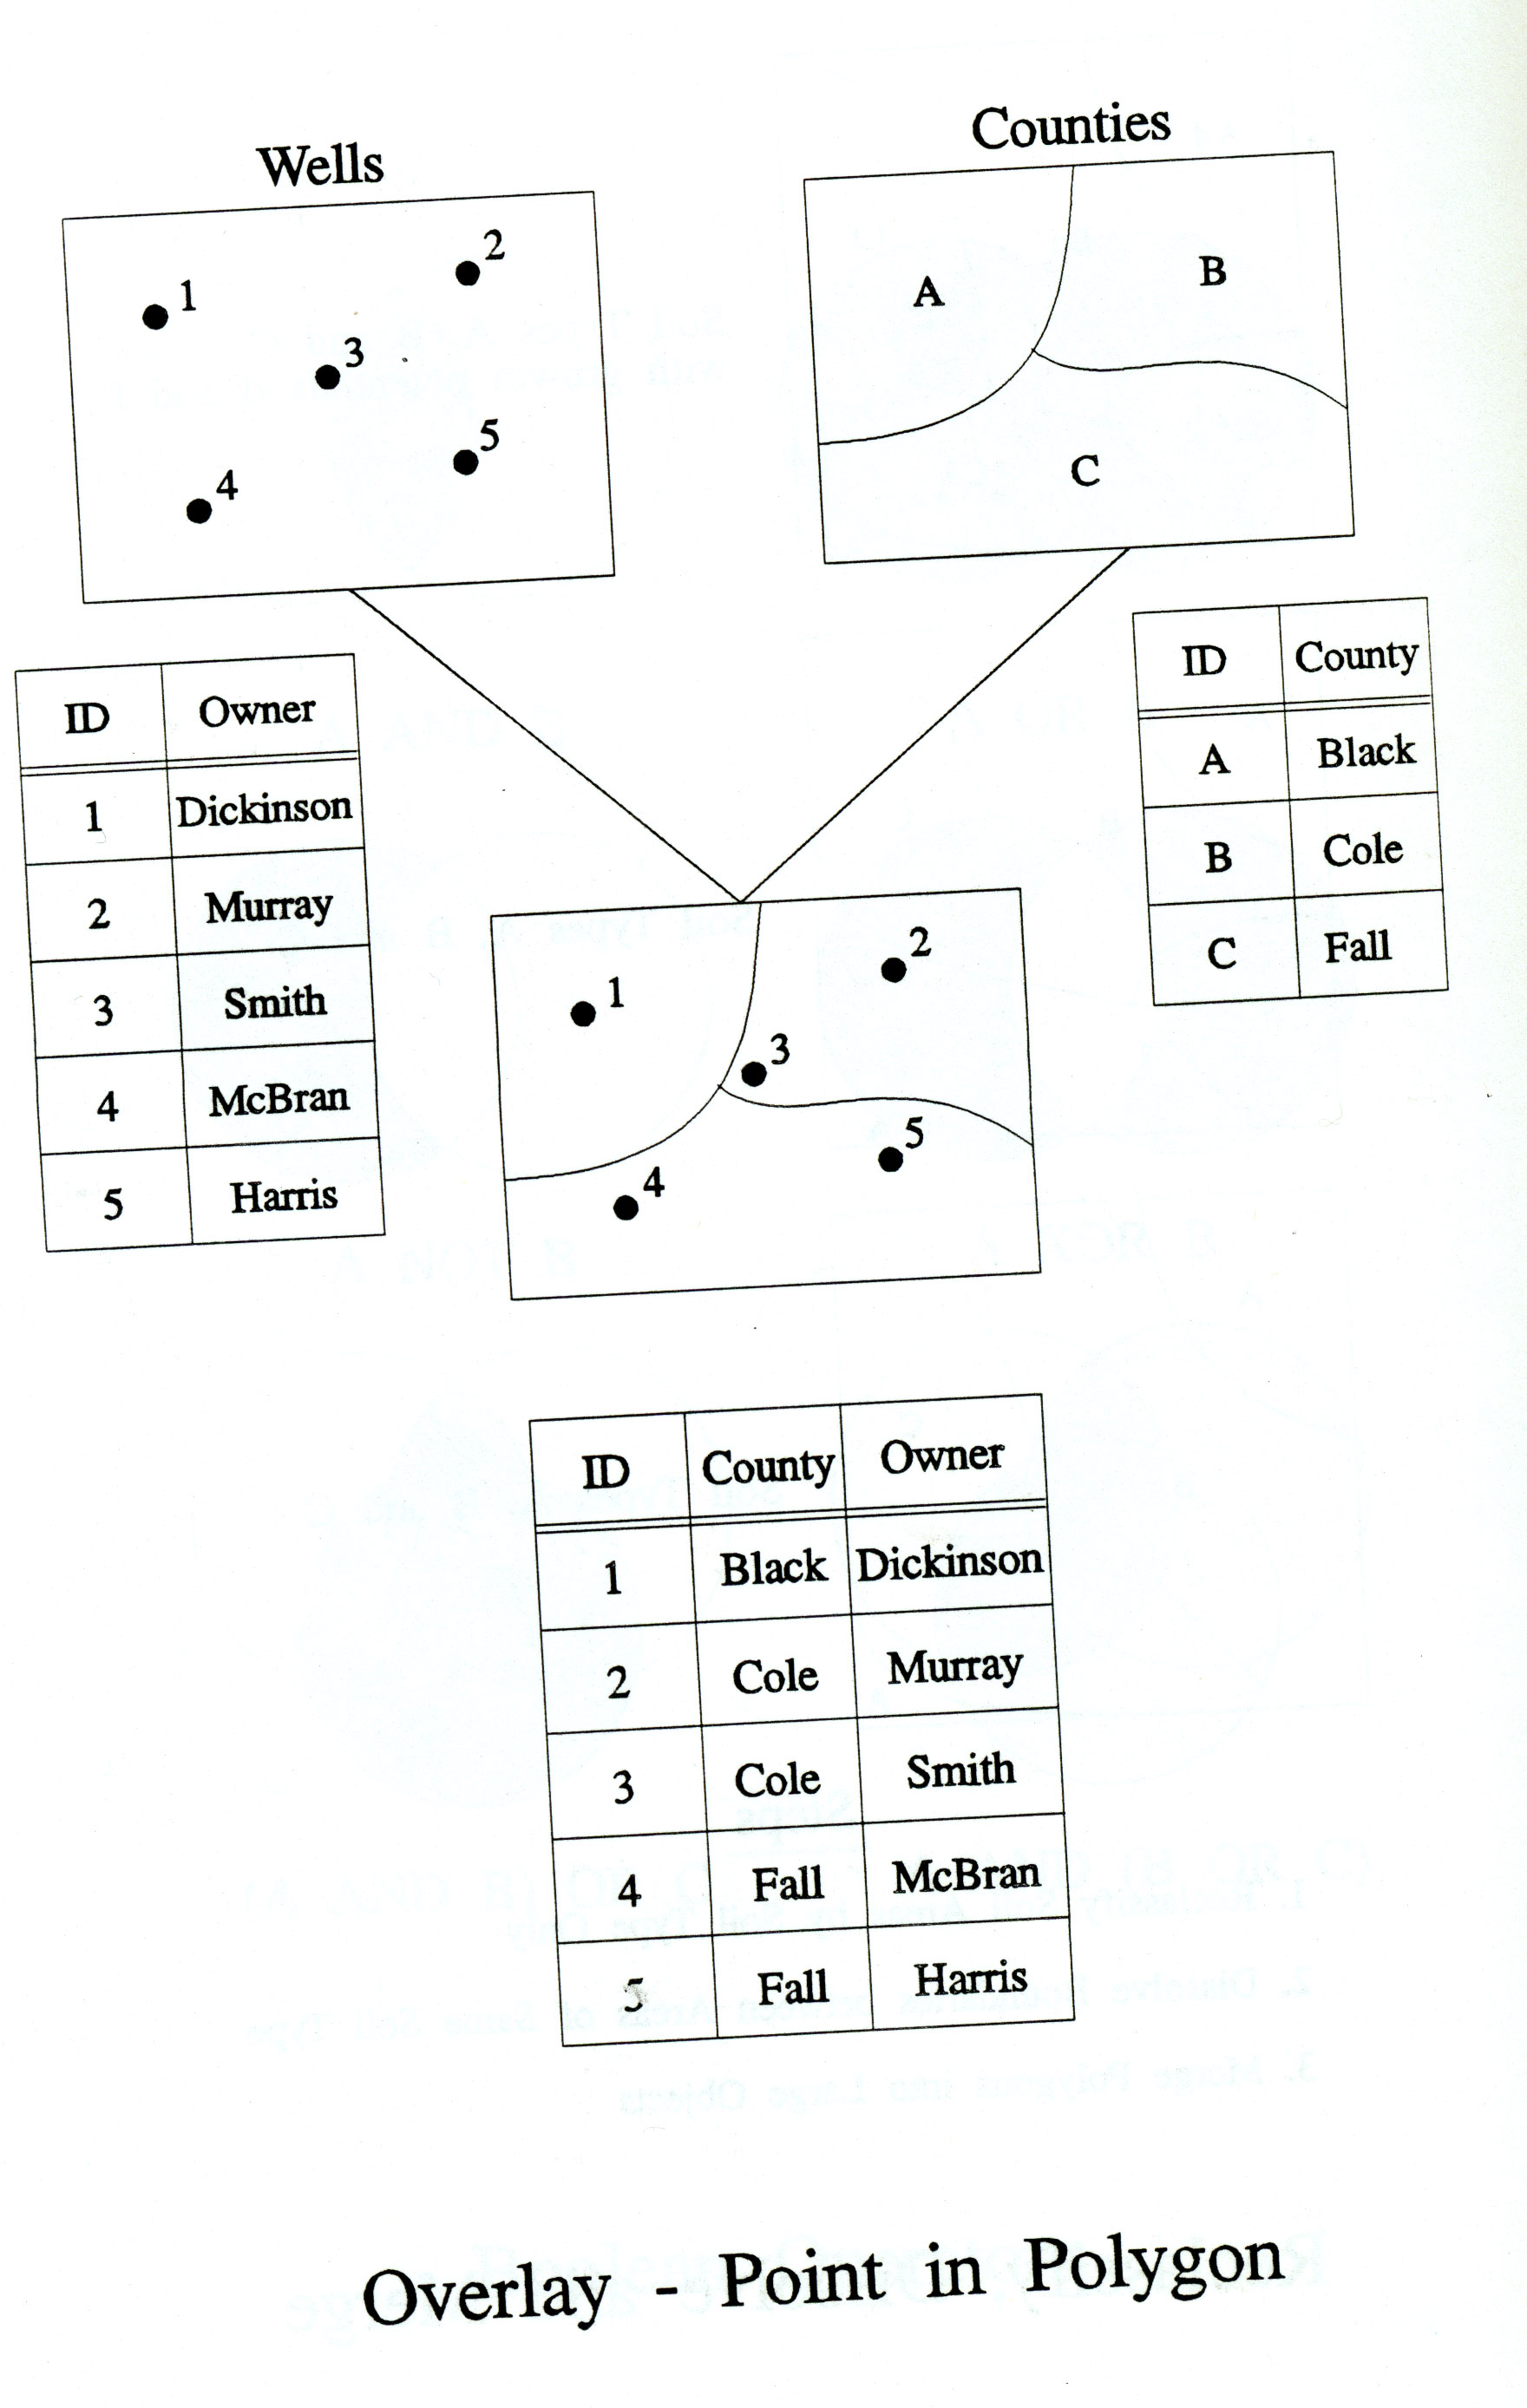 Wells
Counties
1
2
3
4
5
A
B
C
ID Owner
1 Dickinson
2 Murray
3 Smith
4 McBran
5 Harris
ID County
A Black
B Cole
C Fall
1
2
3
4
5
ID County Owner
1 Black Dickinson
2 Cole Murray
3 Cole Smith
4 Fall McBran
5 Fall Harris
Overlay - Point in Polygon